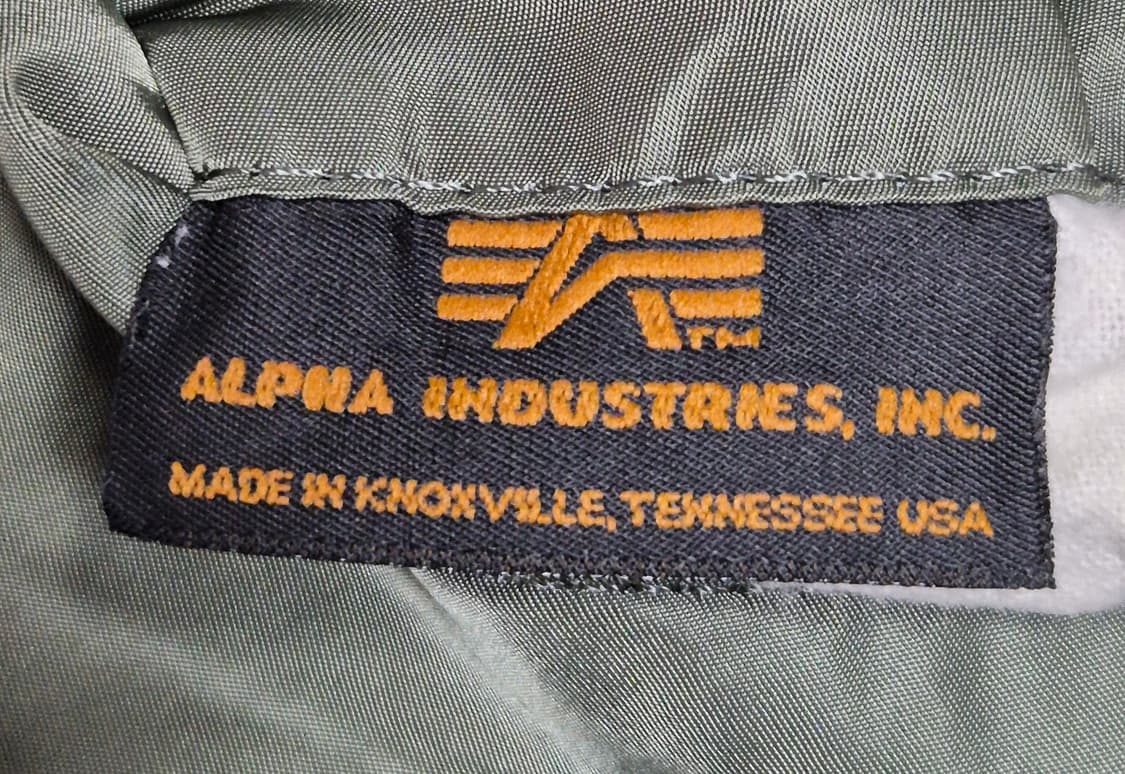 TM
ALPHA INDUSTRIES, INC.
MADE IN KNOXVILLE, TENNESSEE USA